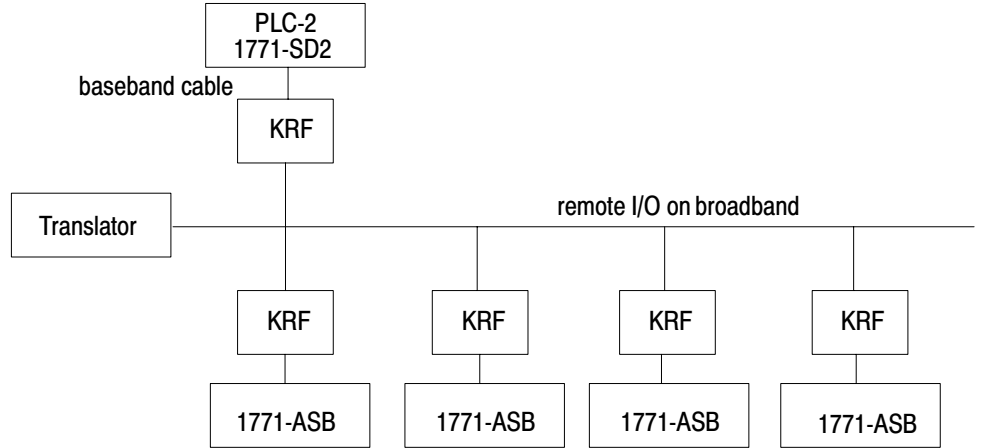 PLC-2
1771-SD2
baseband cable
KRF
Translator
remote I/O on broadband
KRF
KRF
KRF
KRF
1771-ASB
1771-ASB
1771-ASB
1771-ASB